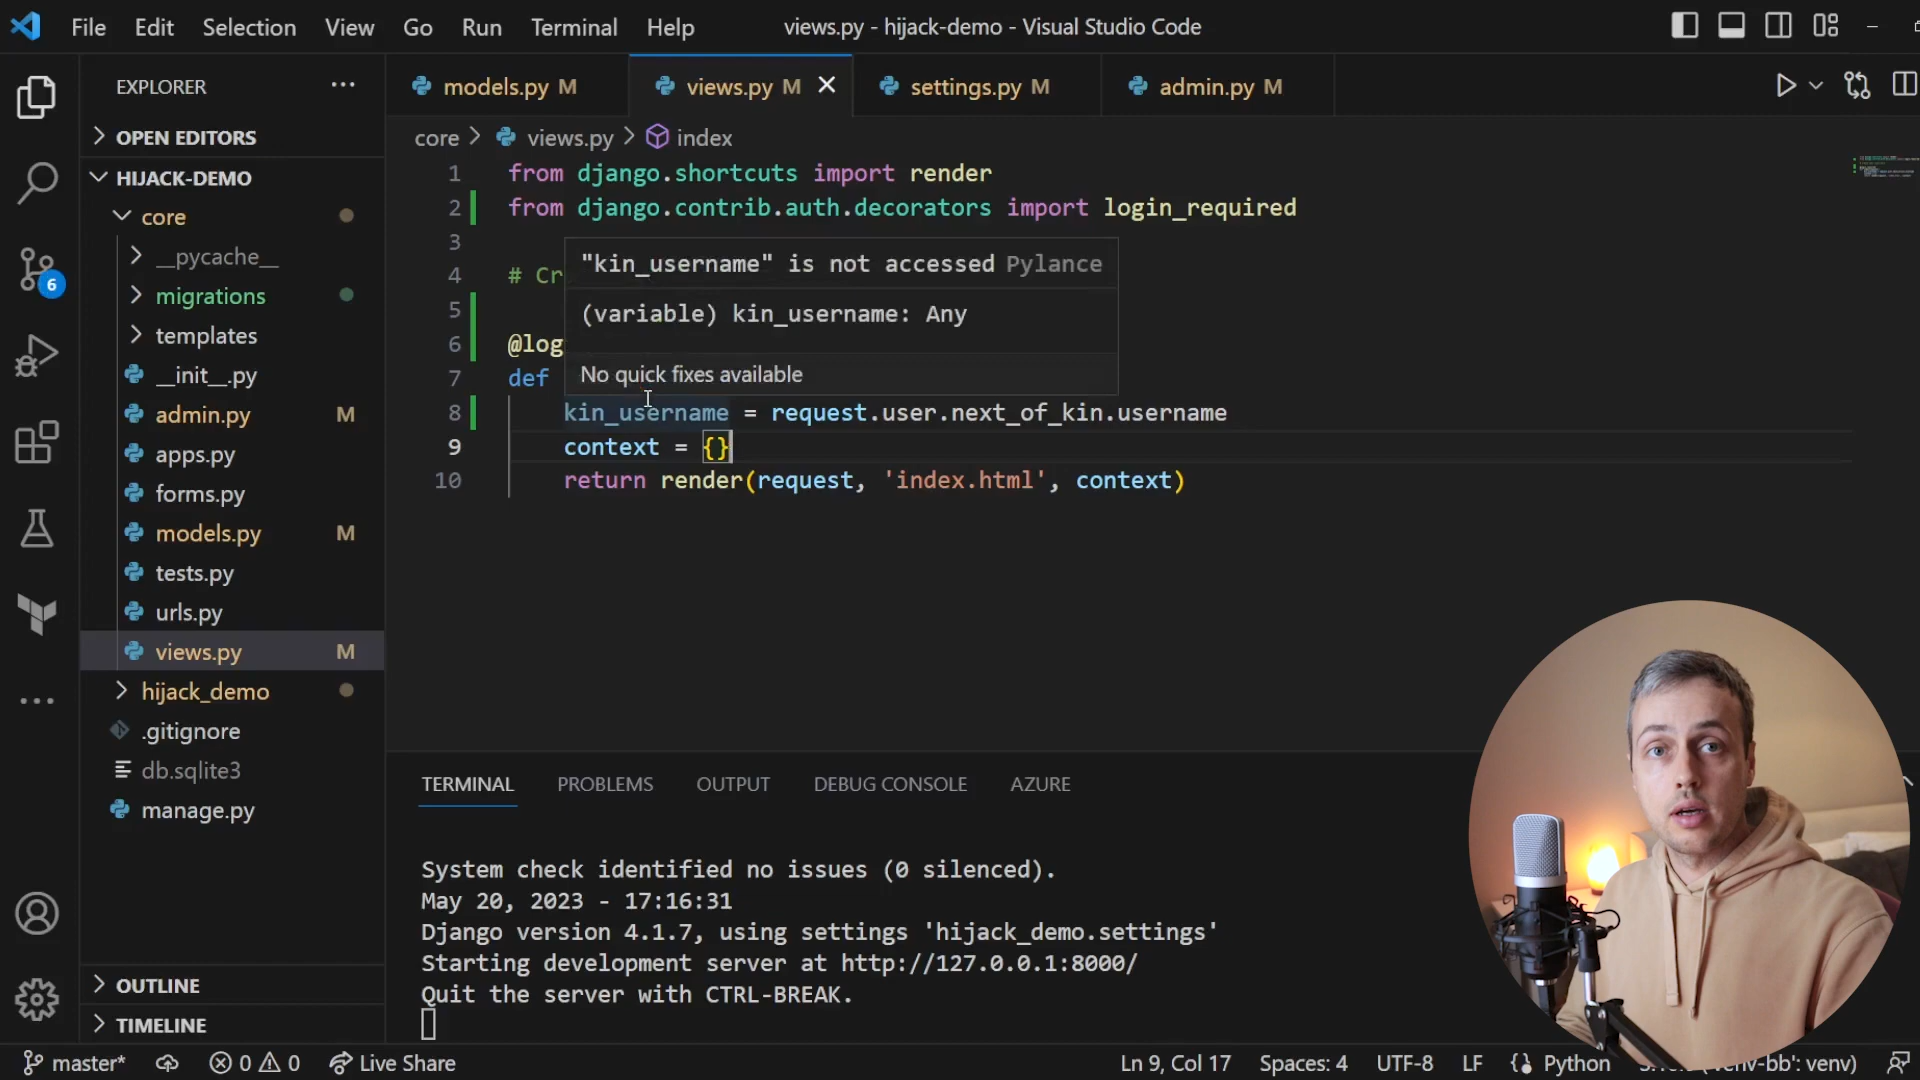 File Edit Selection View Go Run Terminal Help
views.py - hijack-demo - Visual Studio Code
EXPLORER
OPEN EDITORS
HIJACK-DEMO
core
__pycache__
migrations
templates
__init__.py
admin.py M
apps.py
forms.py
models.py M
tests.py
urls.py
views.py M
hijack_demo
.gitignore
db.sqlite3
manage.py
OUTLINE
TIMELINE
6
models.py M
views.py M
settings.py M
admin.py M
core > views.py > index
1 from django.shortcuts import render
2 from django.contrib.auth.decorators import login_required
3
4 # Cr
5
6 @log
7 def
8 kin_username = request.user.next_of_kin.username
9 context = {}
10 return render(request, 'index.html', context)
"kin_username" is not accessed Pylance
(variable) kin_username: Any
No quick fixes available
TERMINAL PROBLEMS OUTPUT DEBUG CONSOLE AZURE
System check identified no issues (0 silenced).
May 20, 2023 - 17:16:31
Django version 4.1.7, using settings 'hijack_demo.settings'
Starting development server at http://127.0.0.1:8000/
Quit the server with CTRL-BREAK.
master* 0 0 Live Share
Ln 9, Col 17 Spaces: 4 UTF-8 LF Python venv)